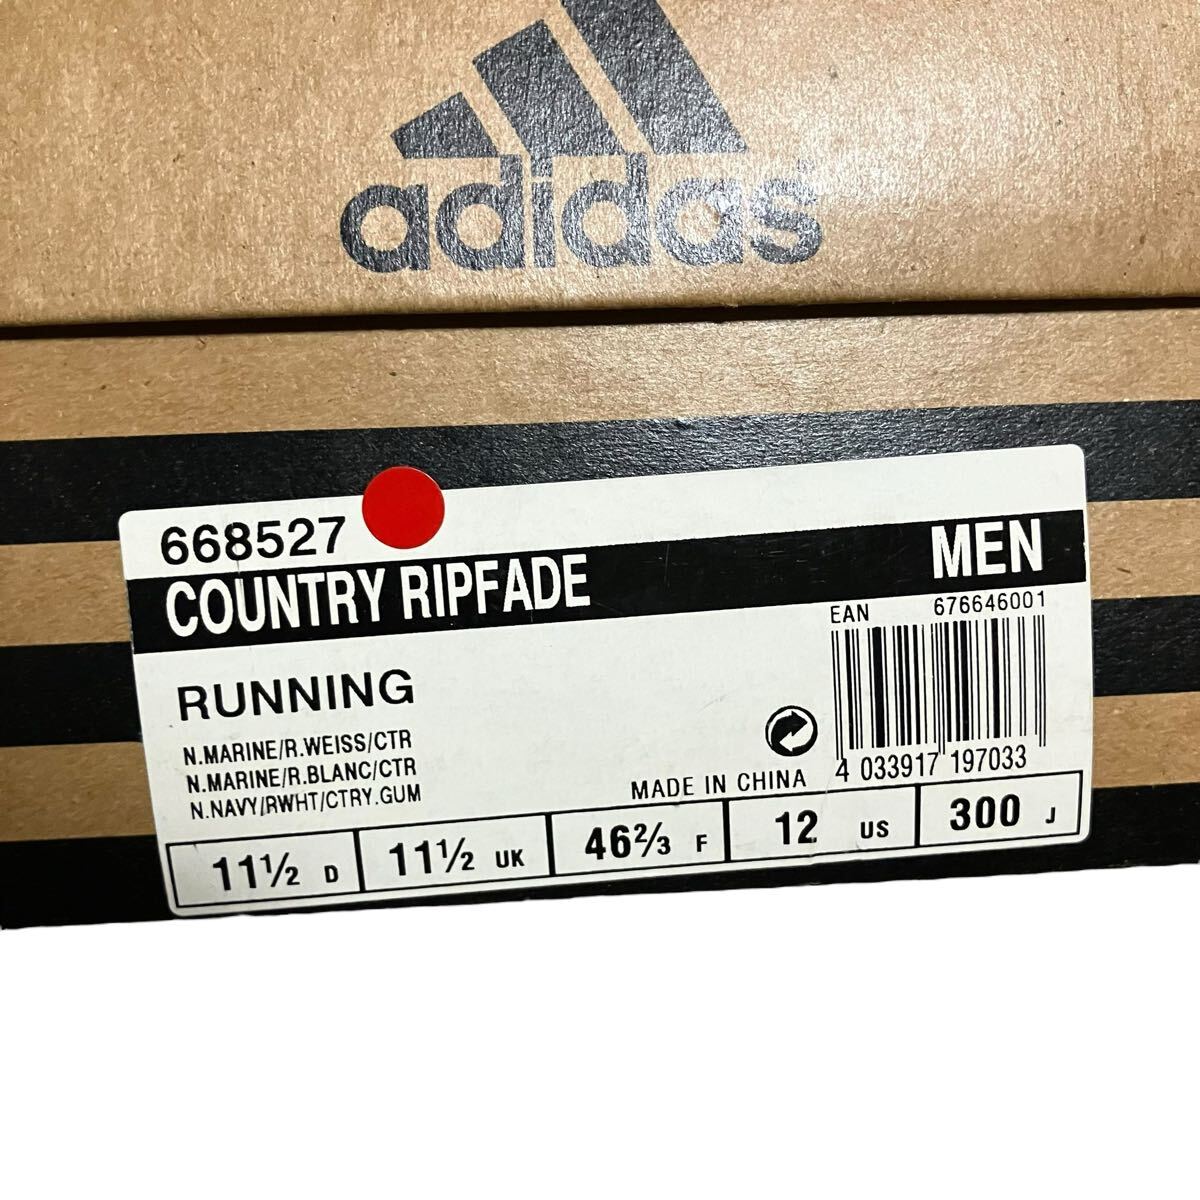 adidas
668527
COUNTRY RIPFADE MEN
EAN 676646001
RUNNING
N.MARINE/R.WEISS/CTR
N.MARINE/R.BLANC/CTR
N.NAVY/RWHT/CTRY.GUM
4 033917 197033
MADE IN CHINA
11½ D 11½ UK 46⅔ F 12 US 300 J